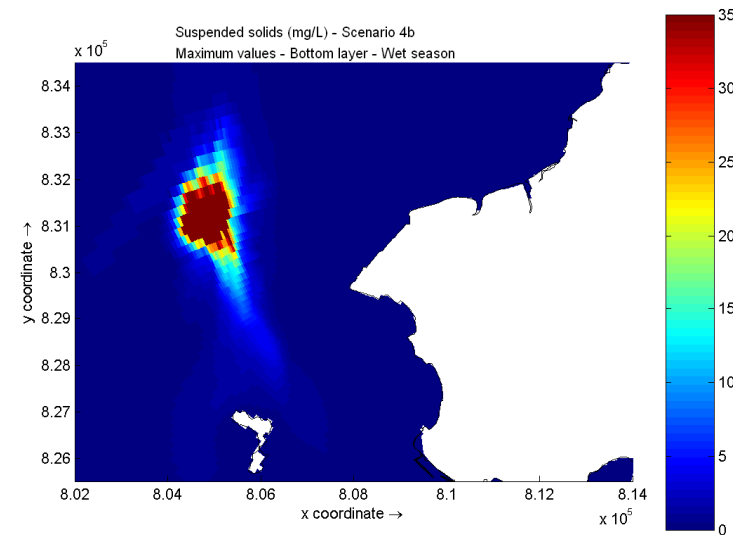 Suspended solids (mg/L) - Scenario 4b
Maximum values - Bottom layer - Wet season
x 10^5
8.34
8.33
8.32
8.31
8.3
8.29
8.28
8.27
8.26
y coordinate →
8.02 8.04 8.06 8.08 8.1 8.12 8.14
x coordinate →
x 10^5
35
30
25
20
15
10
5
0